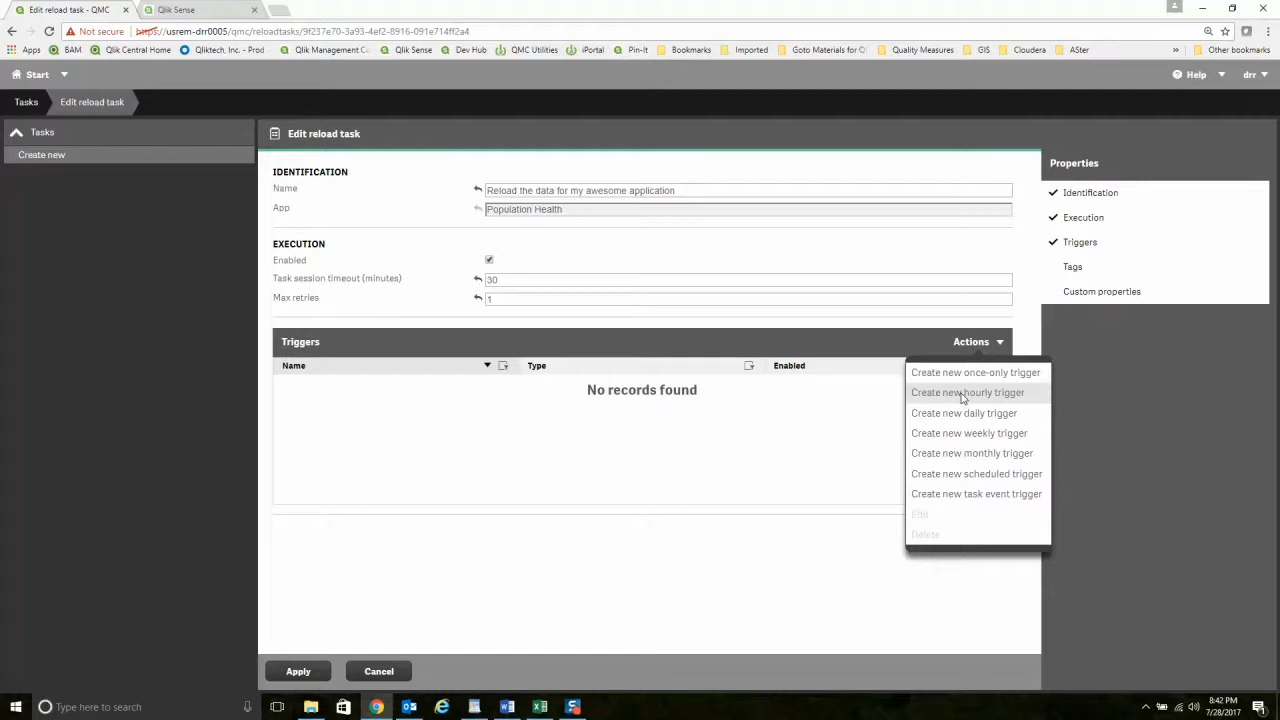 Edit reload task - QMC
Qlik Sense
Not secure https://usrem-drr0005/qmc/reloadtasks/9f237e70-3a93-4ef2-8916-091e714ff2a4
Apps BAM Qlik Central Home Qliktech, Inc. - Prod Qlik Management Co Qlik Sense Dev Hub QMC Utilities iPortal Pin-It Bookmarks Imported Goto Materials for Q Quality Measures GIS Cloudera ASter » Other bookmarks
Start Help drr
Tasks Edit reload task
Tasks
Create new
Edit reload task
IDENTIFICATION
Name Reload the data for my awesome application
App Population Health
EXECUTION
Enabled
Task session timeout (minutes) 30
Max retries 1
Triggers Actions
Name Type Enabled
No records found
Create new once-only trigger
Create new hourly trigger
Create new daily trigger
Create new weekly trigger
Create new monthly trigger
Create new scheduled trigger
Create new task event trigger
Edit
Delete
Properties
Identification
Execution
Triggers
Tags
Custom properties
Apply Cancel
Type here to search
8:42 PM
7/28/2017